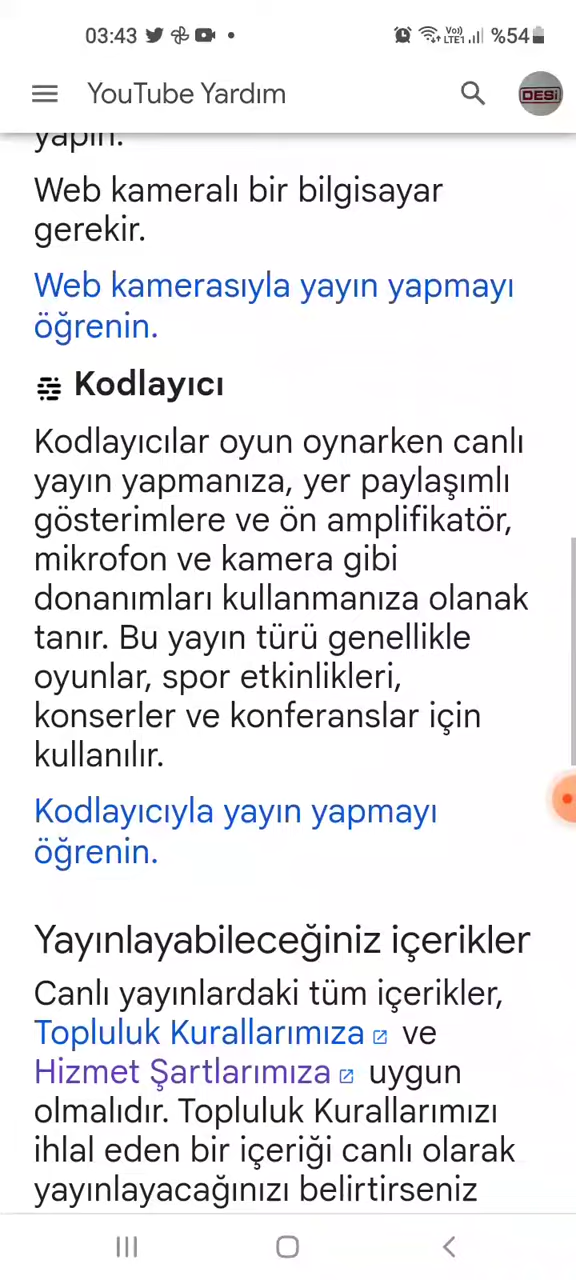 03:43
Vo))
LTE1
%54
YouTube Yardım
DESİ
yapın.
Web kameralı bir bilgisayar
gerekir.
Web kamerasıyla yayın yapmayı
öğrenin.
Kodlayıcı
Kodlayıcılar oyun oynarken canlı
yayın yapmanıza, yer paylaşımlı
gösterimlere ve ön amplifikatör,
mikrofon ve kamera gibi
donanımları kullanmanıza olanak
tanır. Bu yayın türü genellikle
oyunlar, spor etkinlikleri,
konserler ve konferanslar için
kullanılır.
Kodlayıcıyla yayın yapmayı
öğrenin.
Yayınlayabileceğiniz içerikler
Canlı yayınlardaki tüm içerikler,
Topluluk Kurallarımıza ve
Hizmet Şartlarımıza uygun
olmalıdır. Topluluk Kurallarımızı
ihlal eden bir içeriği canlı olarak
yayınlayacağınızı belirtirseniz